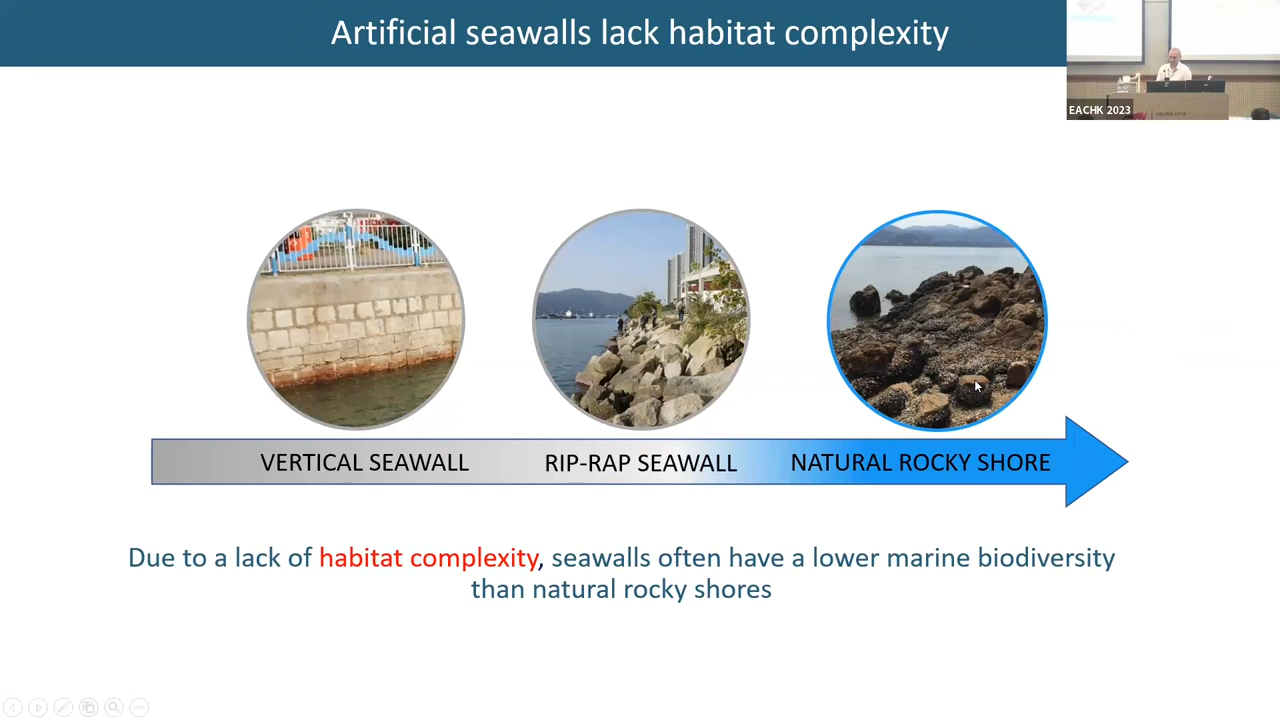 Artificial seawalls lack habitat complexity
EACHK 2023
VERTICAL SEAWALL
RIP-RAP SEAWALL
NATURAL ROCKY SHORE
Due to a lack of habitat complexity, seawalls often have a lower marine biodiversity
than natural rocky shores